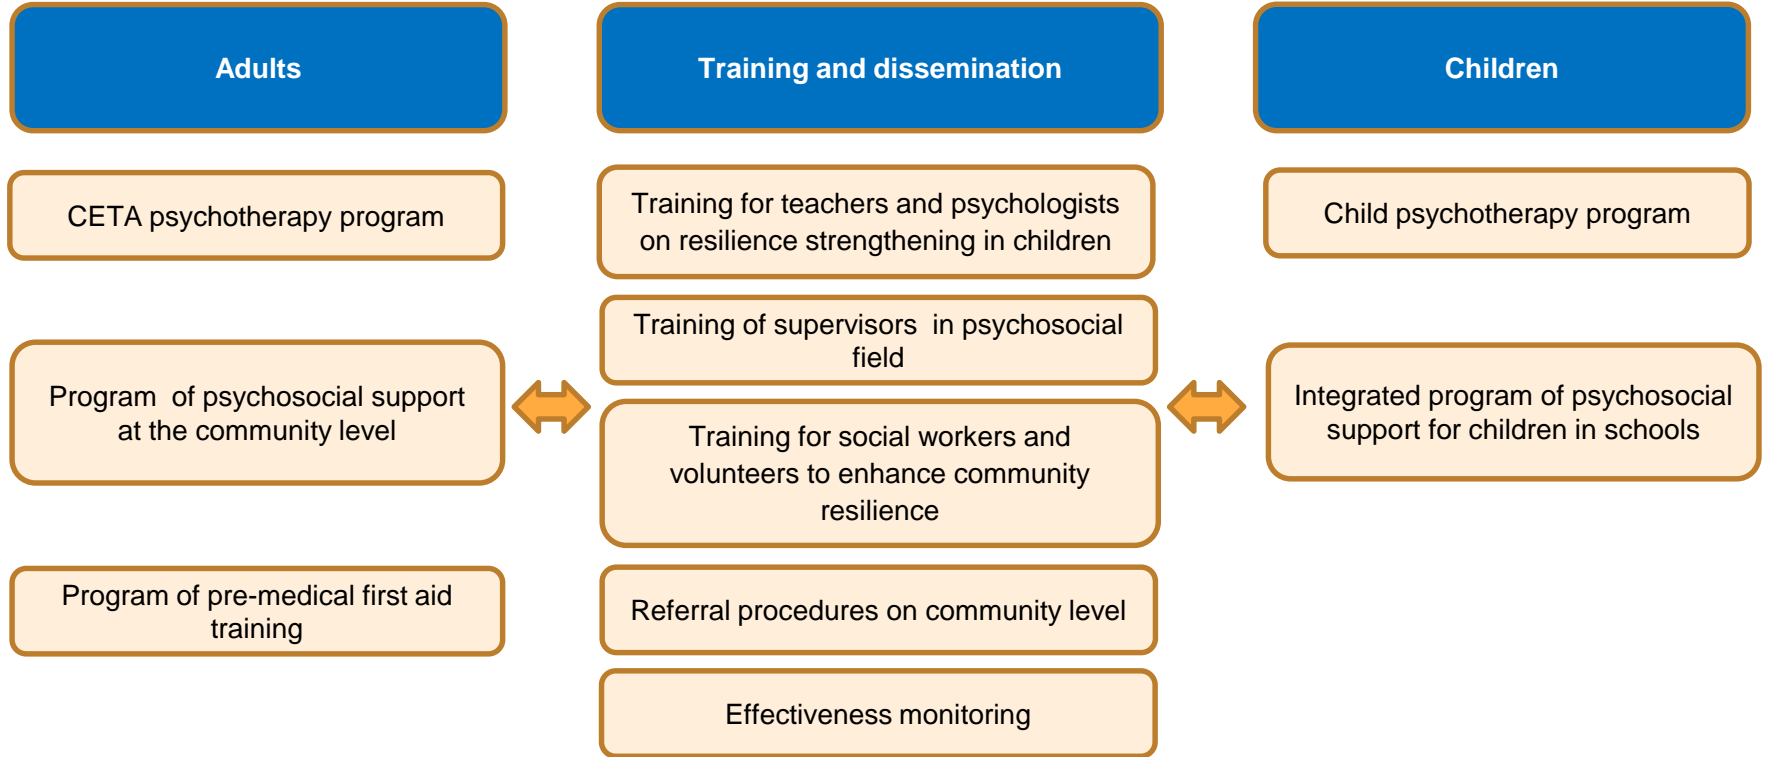 Adults
CETA psychotherapy program
Program  of psychosocial support
at the community level
Program of pre-medical first aid
training
Training and dissemination
Training for teachers and psychologists
on resilience strengthening in children
Training of supervisors  in psychosocial
field
Training for social workers and
volunteers to enhance community
resilience
Referral procedures on community level
Effectiveness monitoring
Children
Child psychotherapy program
Integrated program of psychosocial
support for children in schools